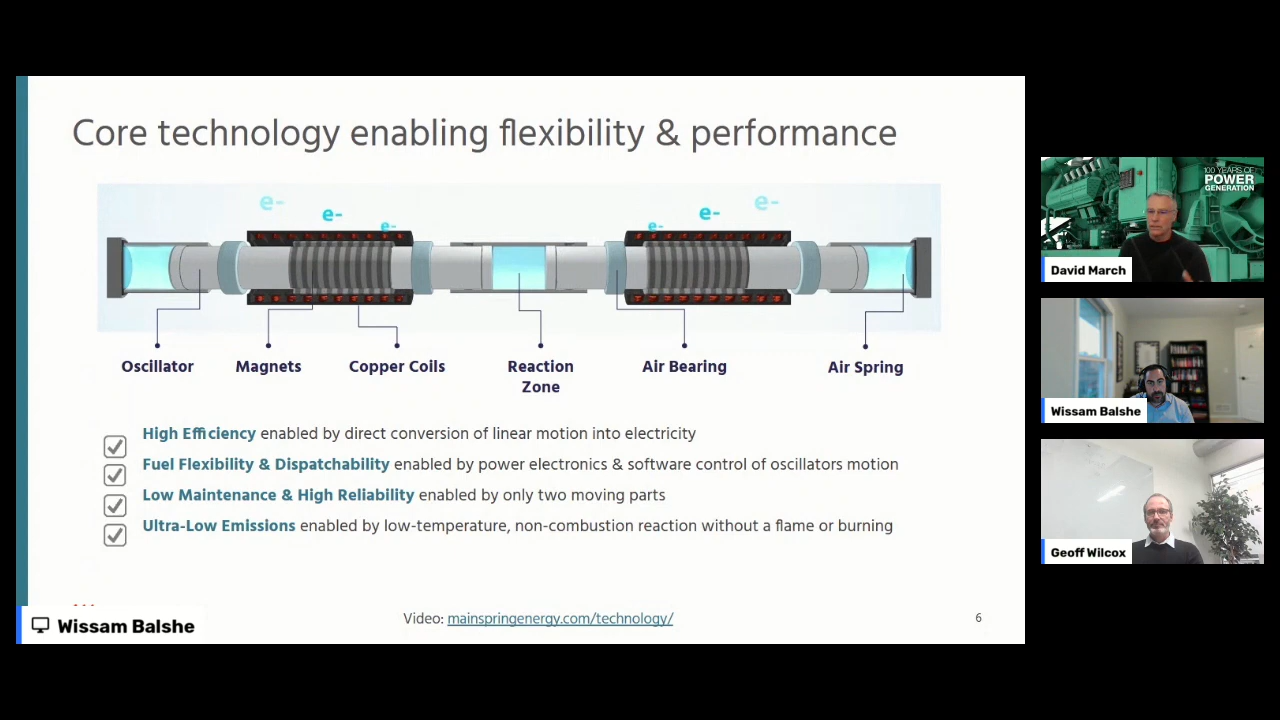 Core technology enabling flexibility & performance
e-
e-
e-
e-
e-
e-
Oscillator
Magnets
Copper Coils
Reaction
Zone
Air Bearing
Air Spring
High Efficiency enabled by direct conversion of linear motion into electricity
Fuel Flexibility & Dispatchability enabled by power electronics & software control of oscillators motion
Low Maintenance & High Reliability enabled by only two moving parts
Ultra-Low Emissions enabled by low-temperature, non-combustion reaction without a flame or burning
Wissam Balshe
Video: mainspringenergy.com/technology/
6
100 YEARS OF
POWER
GENERATION
David March
Wissam Balshe
Geoff Wilcox